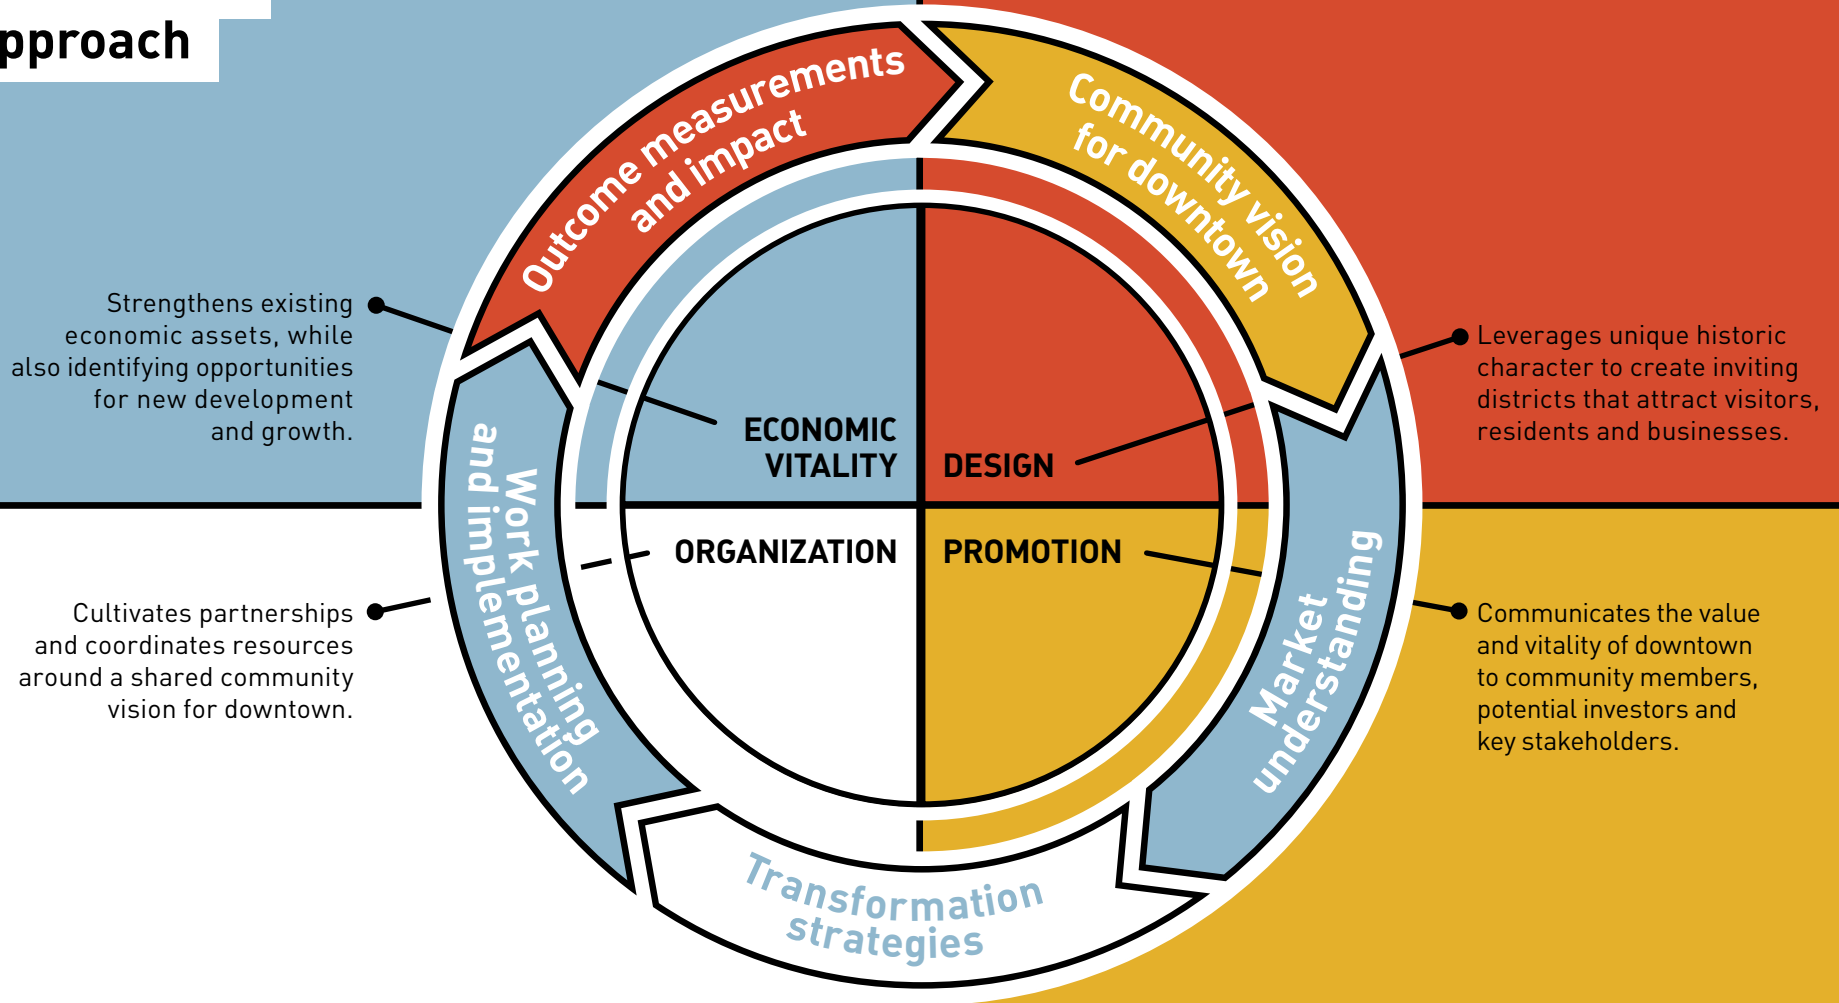 pproach
Outcome measurements
and impact
Community vision
for downtown
Strengthens existing
economic assets, while
also identifying opportunities
for new development
and growth.
Leverages unique historic
character to create inviting
districts that attract visitors,
residents and businesses.
ECONOMIC
VITALITY
DESIGN
ORGANIZATION
PROMOTION
Work planning
and implementation
Market
understanding
Cultivates partnerships
and coordinates resources
around a shared community
vision for downtown.
Communicates the value
and vitality of downtown
to community members,
potential investors and
key stakeholders.
Transformation
strategies